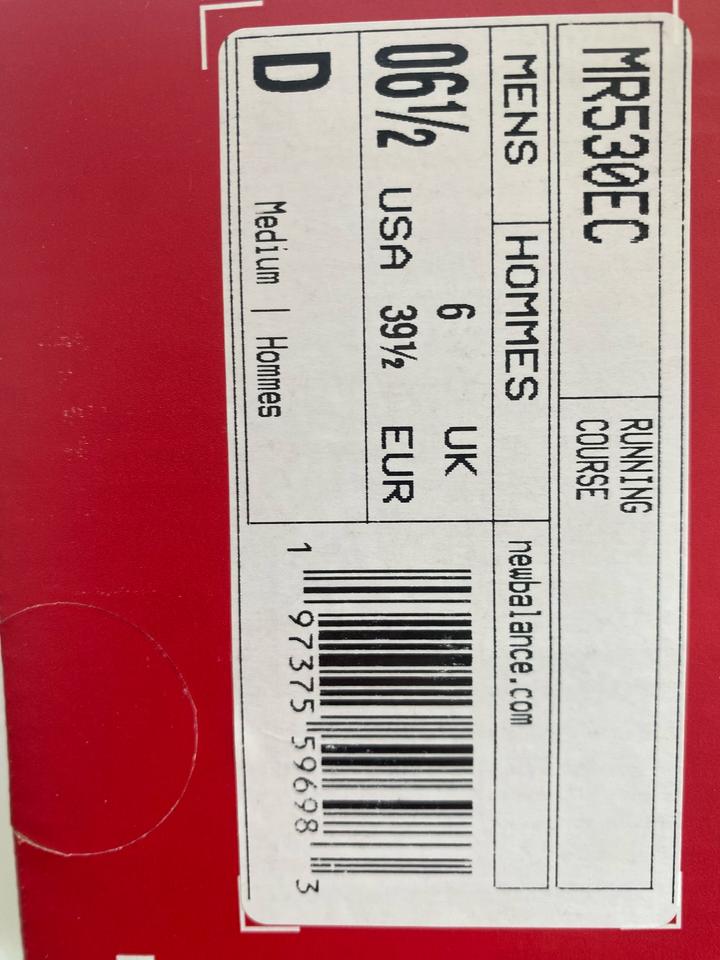 MR530EC
RUNNING
COURSE
MENS HOMMES
newbalance.com
6 UK
06½ USA 39½ EUR
D Medium | Hommes
1 97375 59698 3